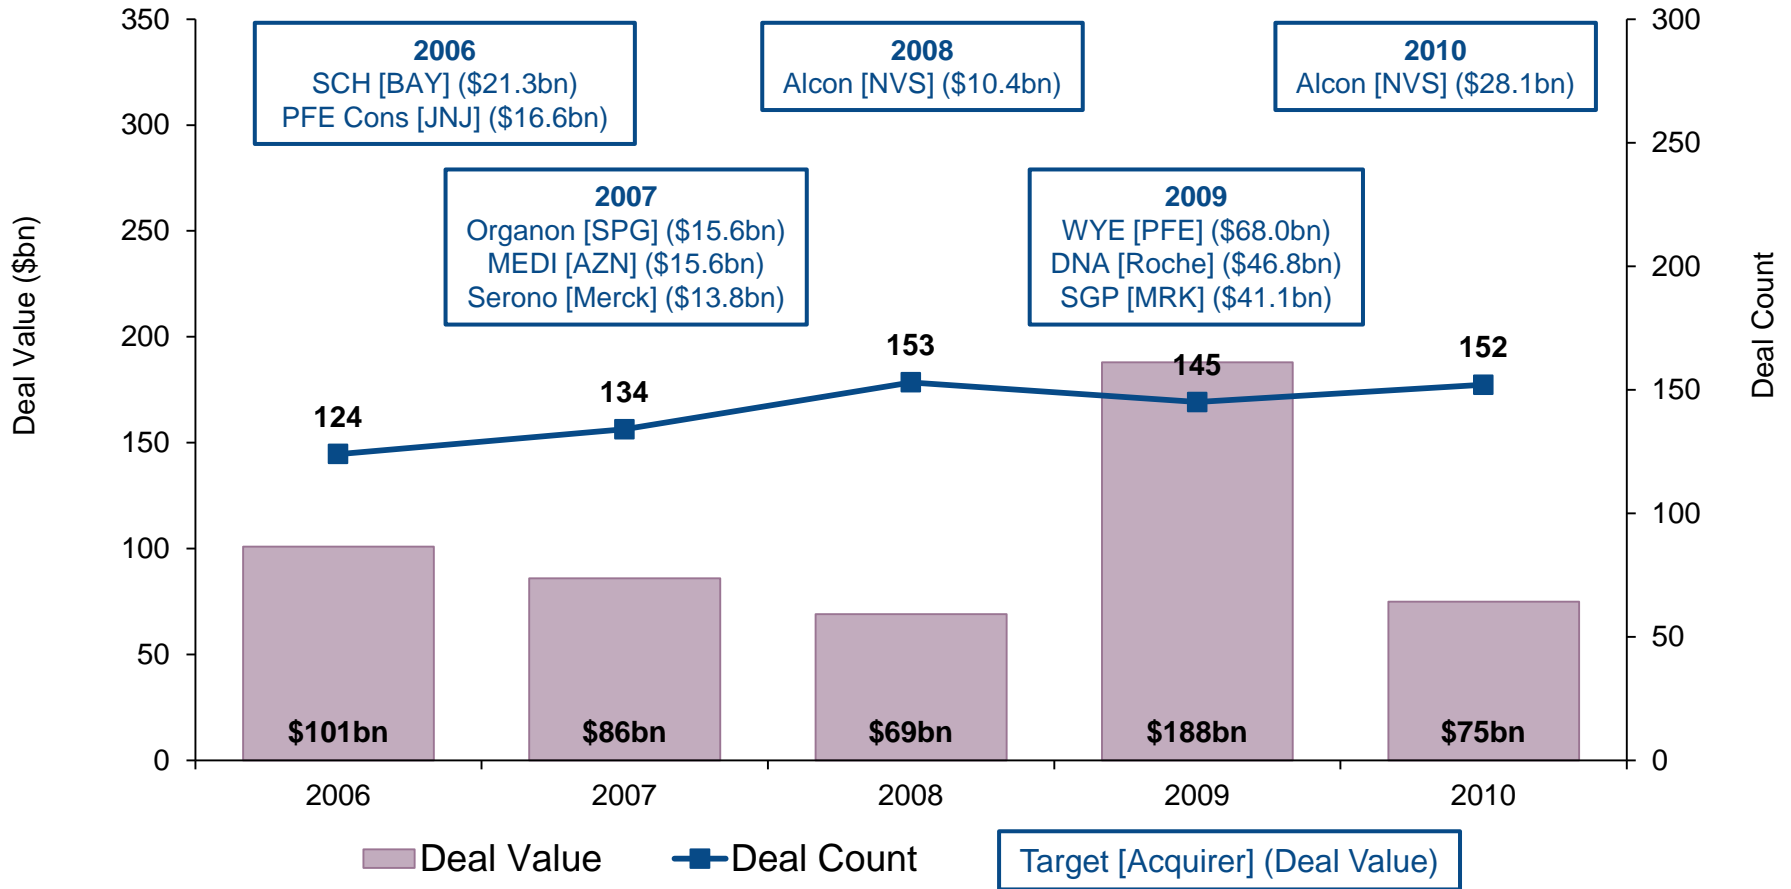 350
300
250
200
150
100
50
0
Deal Value ($bn)
2006
SCH [BAY] ($21.3bn)
PFE Cons [JNJ] ($16.6bn)
2008
Alcon [NVS] ($10.4bn)
2010
Alcon [NVS] ($28.1bn)
2007
Organon [SPG] ($15.6bn)
MEDI [AZN] ($15.6bn)
Serono [Merck] ($13.8bn)
2009
WYE [PFE] ($68.0bn)
DNA [Roche] ($46.8bn)
SGP [MRK] ($41.1bn)
124
134
153
145
152
$101bn
$86bn
$69bn
$188bn
$75bn
300
250
200
150
100
50
0
Deal Count
2006
2007
2008
2009
2010
Deal Value
Deal Count
Target [Acquirer] (Deal Value)